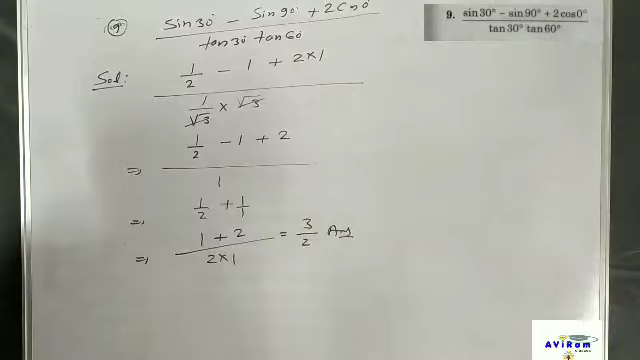 9. sin30° − sin90° + 2cos0°
tan30° tan60°
9. sin 30° − sin 90° + 2 cos 0°
tan 30° tan 60°
Sol:
1/2 − 1 + 2×1
1/√3 × √3
⇒ 1/2 − 1 + 2
1
⇒ 1/2 + 1/1
⇒ 1 + 2 = 3/2 Ans
2×1
AViRam